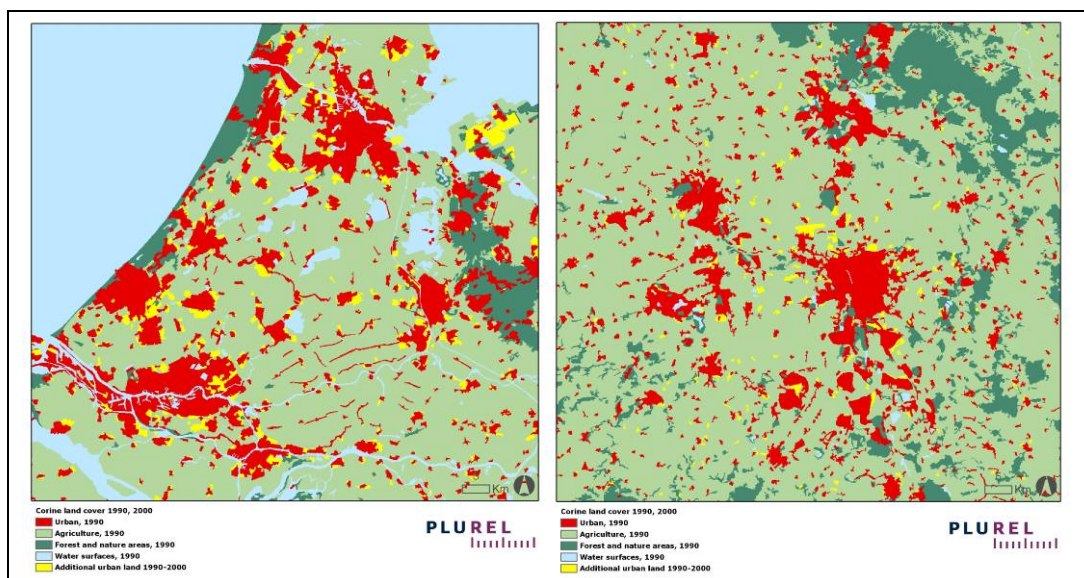 Km
Corine land cover 1990, 2000
Urban, 1990
Agriculture, 1990
Forest and nature areas, 1990
Water surfaces, 1990
Additional urban land 1990-2000
PLUREL
Km
Corine land cover 1990, 2000
Urban, 1990
Agriculture, 1990
Forest and nature areas, 1990
Water surfaces, 1990
Additional urban land 1990-2000
PLUREL